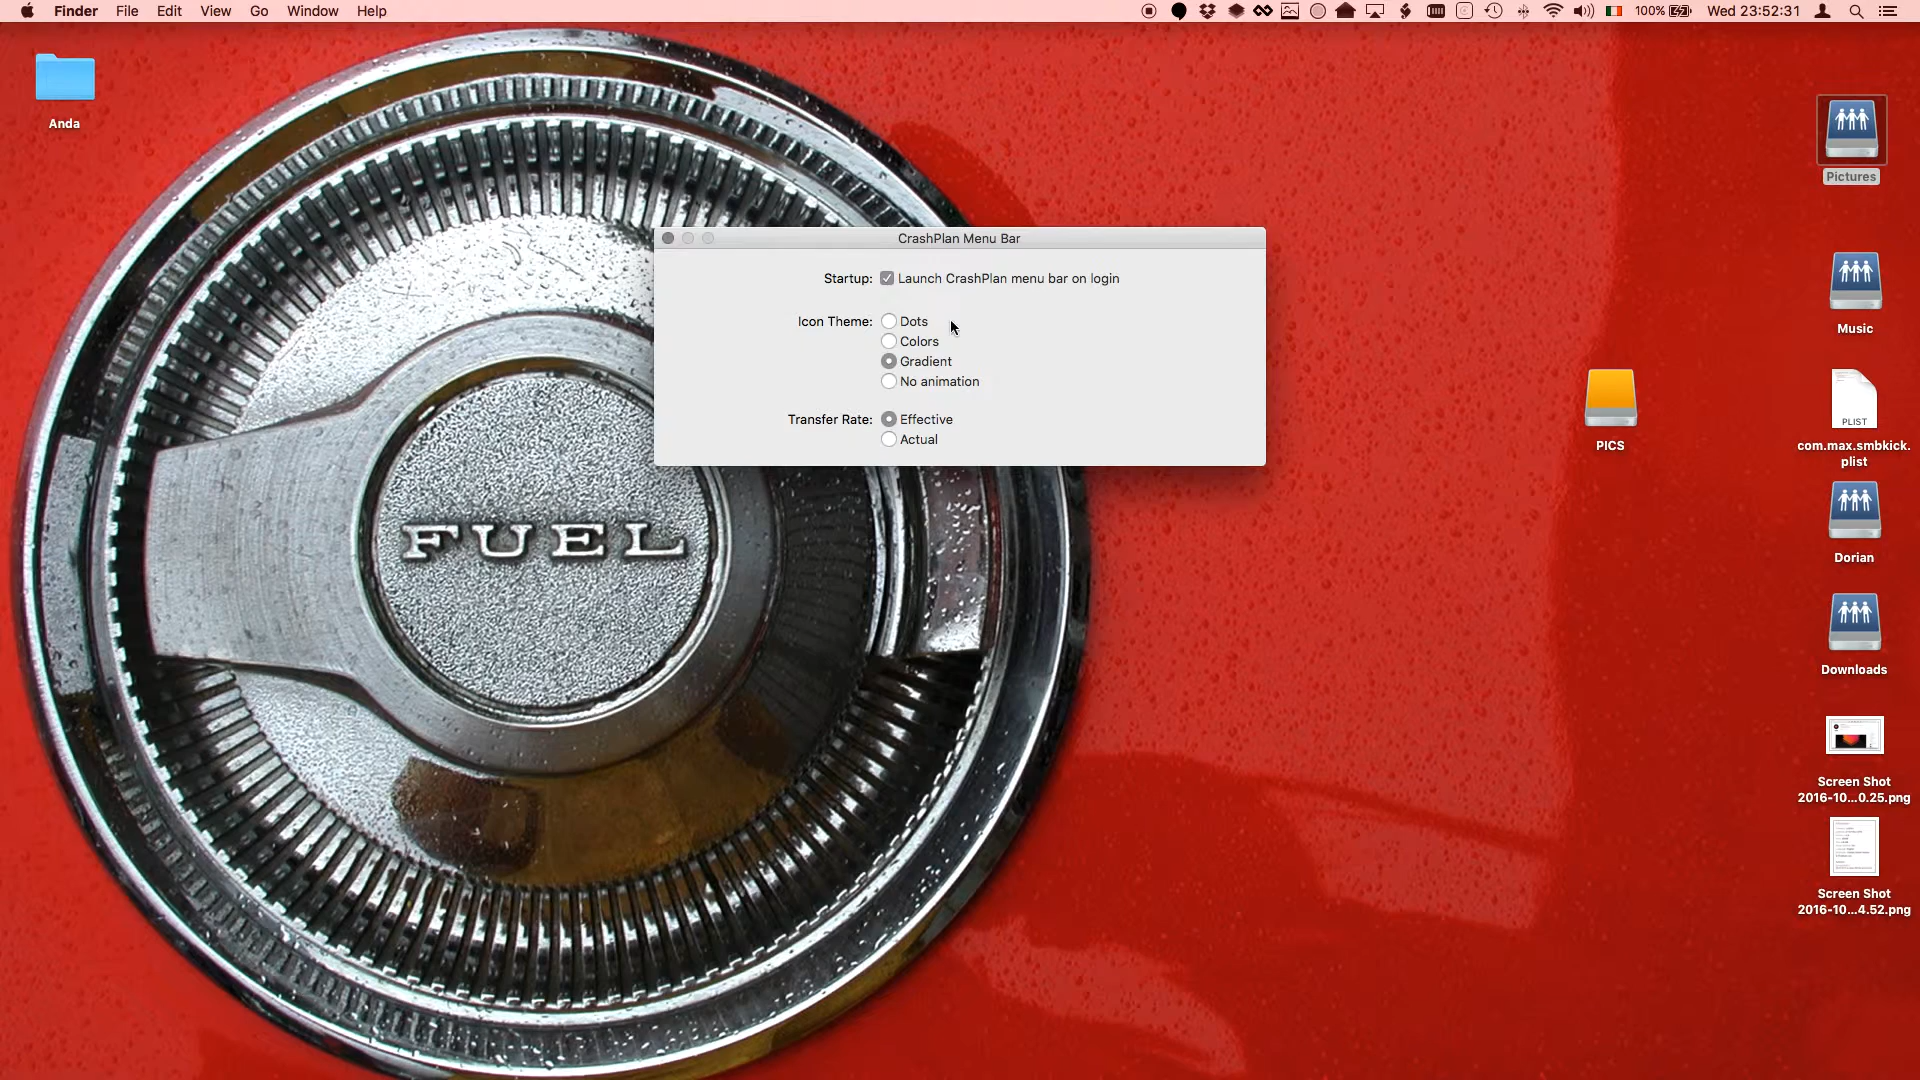 Finder File Edit View Go Window Help
100% Wed 23:52:31
Anda
Pictures
CrashPlan Menu Bar
Startup: Launch CrashPlan menu bar on login
Icon Theme: Dots
Colors
Gradient
No animation
Transfer Rate: Effective
Actual
Music
PLIST
com.max.smbkick.
plist
PICS
FUEL
Dorian
Downloads
Screen Shot
2016-10...0.25.png
Screen Shot
2016-10...4.52.png